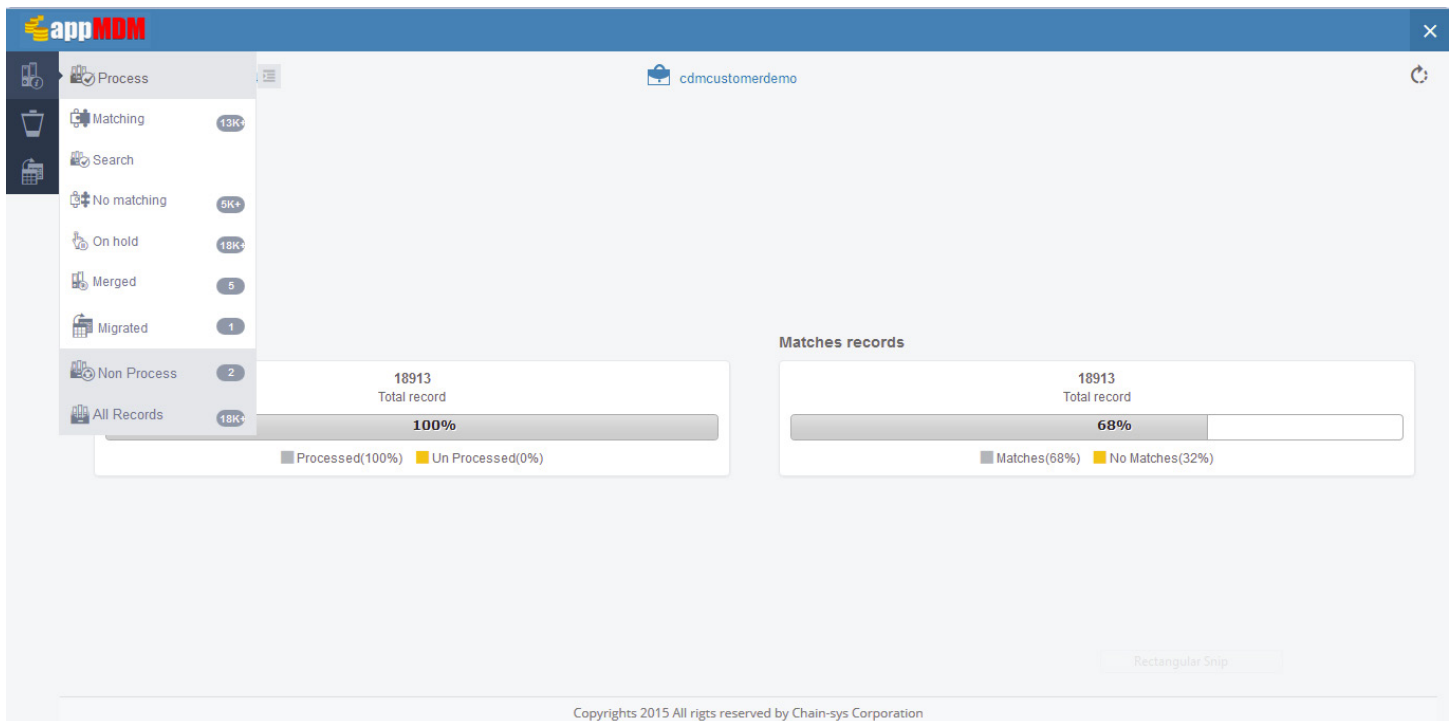 appMDM
Process
cdmcustomerdemo
Matching 13K+
Search
No matching 5K+
On hold 18K+
Merged 5
Migrated 1
Non Process 2
All Records 18K+
18913
Total record
100%
Processed(100%) Un Processed(0%)
Matches records
18913
Total record
68%
Matches(68%) No Matches(32%)
Rectangular Snip
Copyrights 2015 All rigts reserved by Chain-sys Corporation